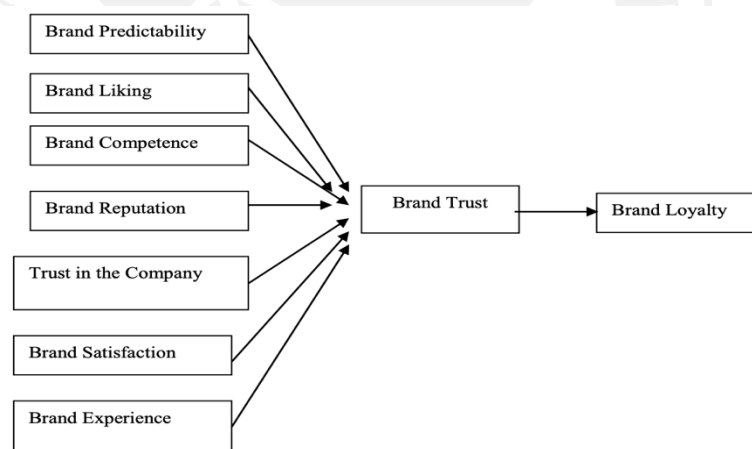 Brand Predictability
Brand Liking
Brand Competence
Brand Reputation
Trust in the Company
Brand Satisfaction
Brand Experience
Brand Trust
Brand Loyalty